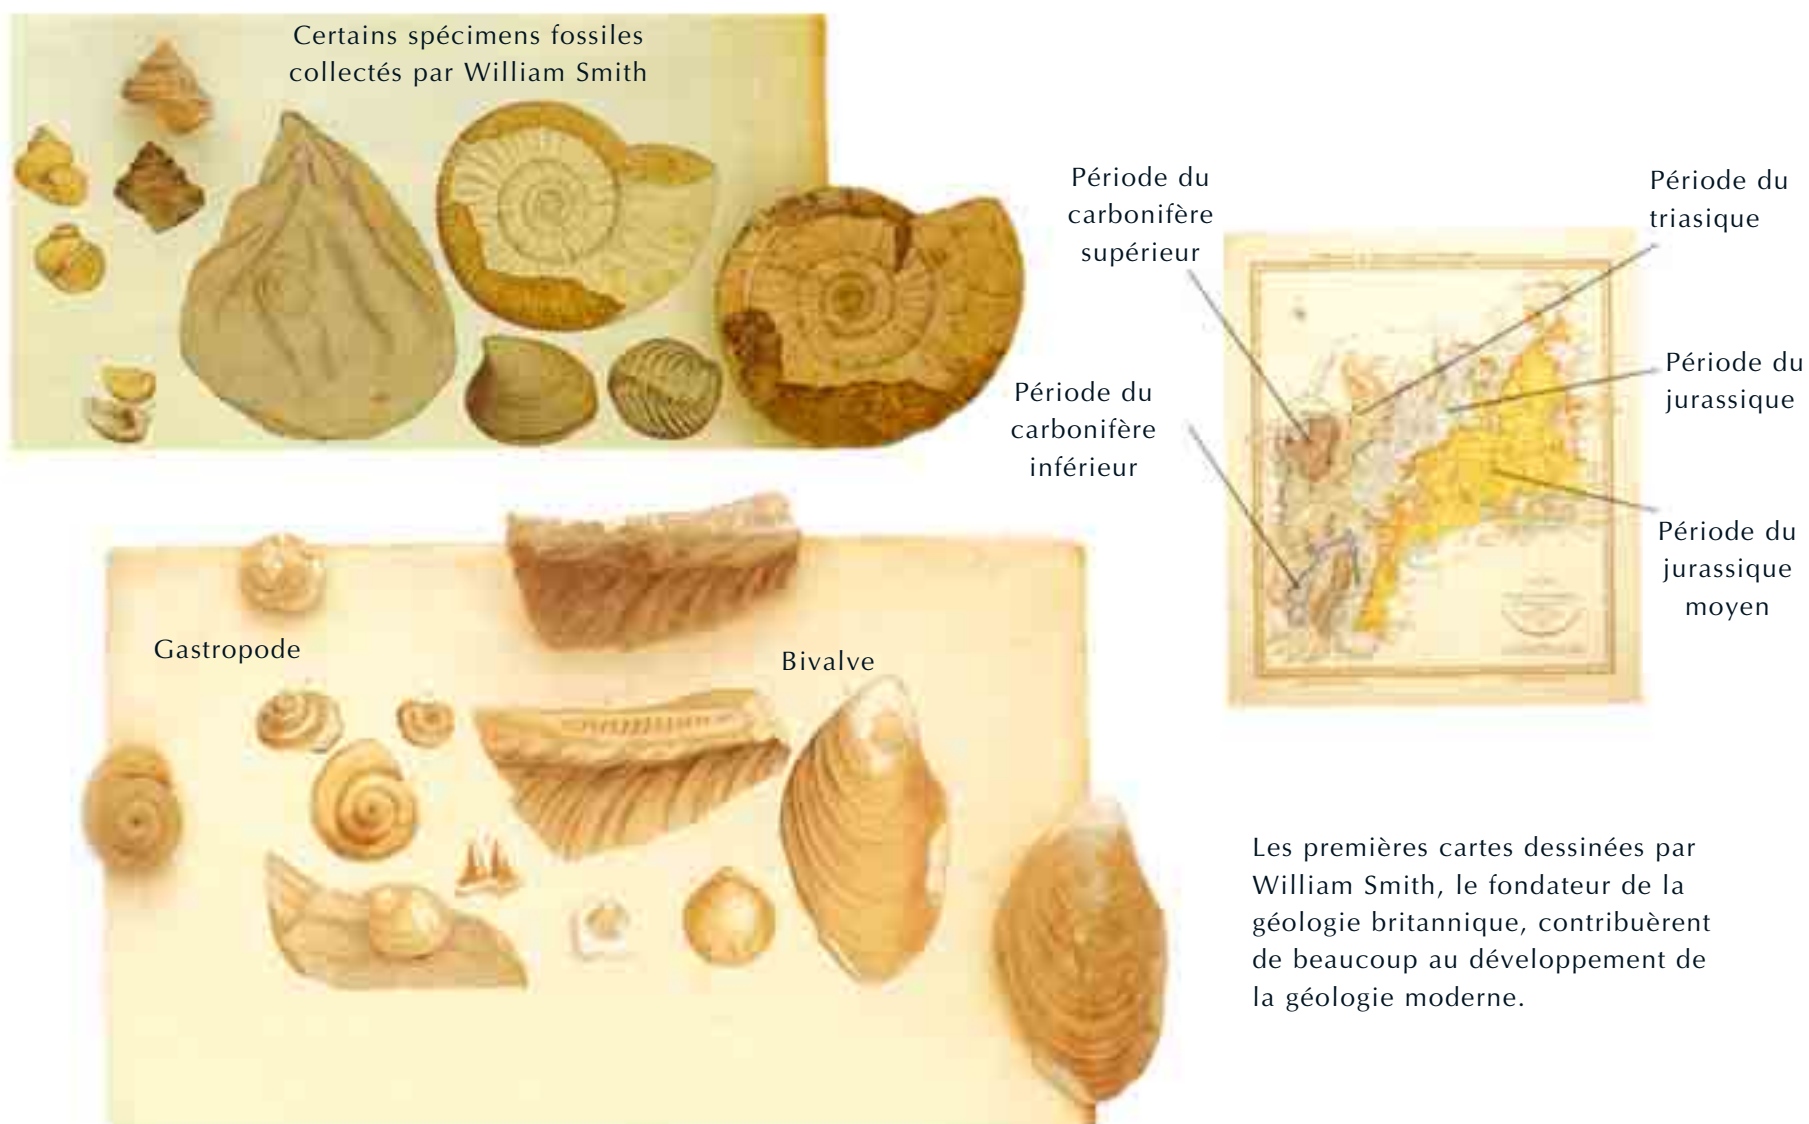 Certains spécimens fossiles
collectés par William Smith
Période du
carbonifère
supérieur
Période du
triasique
Période du
jurassique
Période du
carbonifère
inférieur
Période du
jurassique
moyen
Gastropode
Bivalve
Les premières cartes dessinées par
William Smith, le fondateur de la
géologie britannique, contribuèrent
de beaucoup au développement de
la géologie moderne.